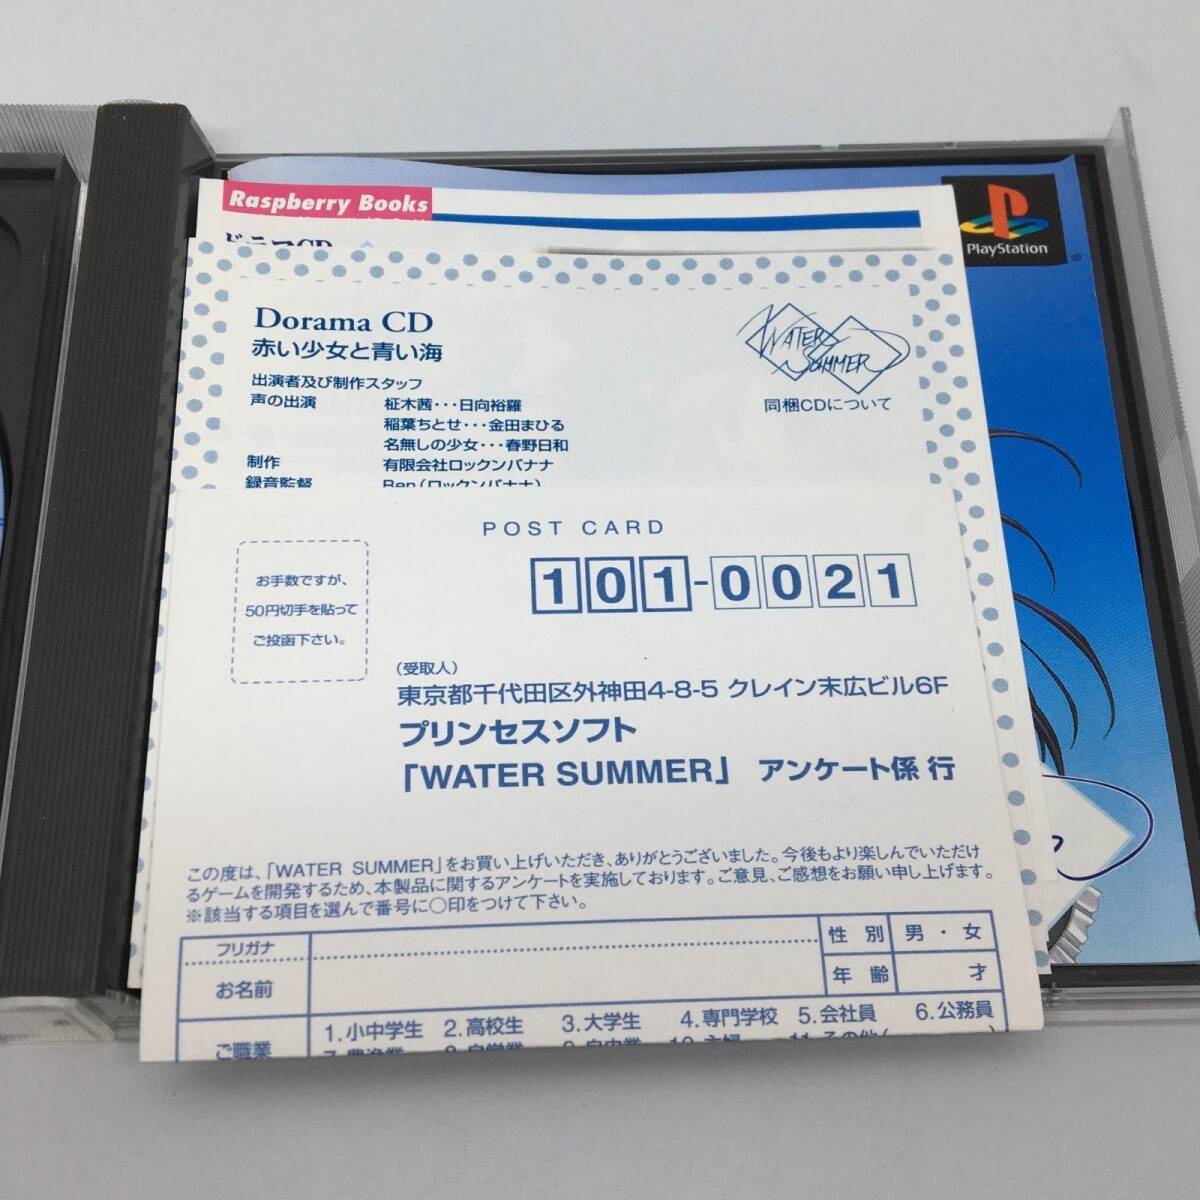 Raspberry Books
PlayStation
Dorama CD
赤い少女と青い海
WATER
SUMMER
同梱CDについて
出演者及び制作スタッフ
声の出演 柾木茜・・・日向裕羅
稲葉ちとせ・・・金田まひる
名無しの少女・・・春野日和
制作 有限会社ロックンバナナ
録音監督 Ren(ロックンバナナ)
POST CARD
お手数ですが、
50円切手を貼って
ご投函下さい。
101-0021
(受取人)
東京都千代田区外神田4-8-5 クレイン末広ビル6F
プリンセスソフト
「WATER SUMMER」 アンケート係 行
この度は、「WATER SUMMER」をお買い上げいただき、ありがとうございました。今後もより楽しんでいただけ
るゲームを開発するため、本製品に関するアンケートを実施しております。ご意見、ご感想をお願い申し上げます。
※該当する項目を選んで番号に○印をつけて下さい。
フリガナ
お名前
性別 男・女
年齢 才
ご職業
1.小中学生 2.高校生 3.大学生 4.専門学校 5.会社員 6.公務員